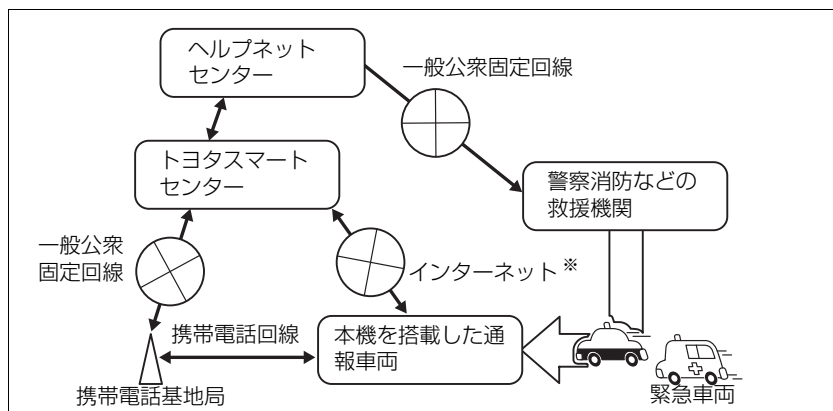 ヘルプネット
センター
一般公衆固定回線
トヨタスマート
センター
警察消防などの
救援機関
一般公衆
固定回線
インターネット※
携帯電話回線
本機を搭載した通
報車両
携帯電話基地局
緊急車両